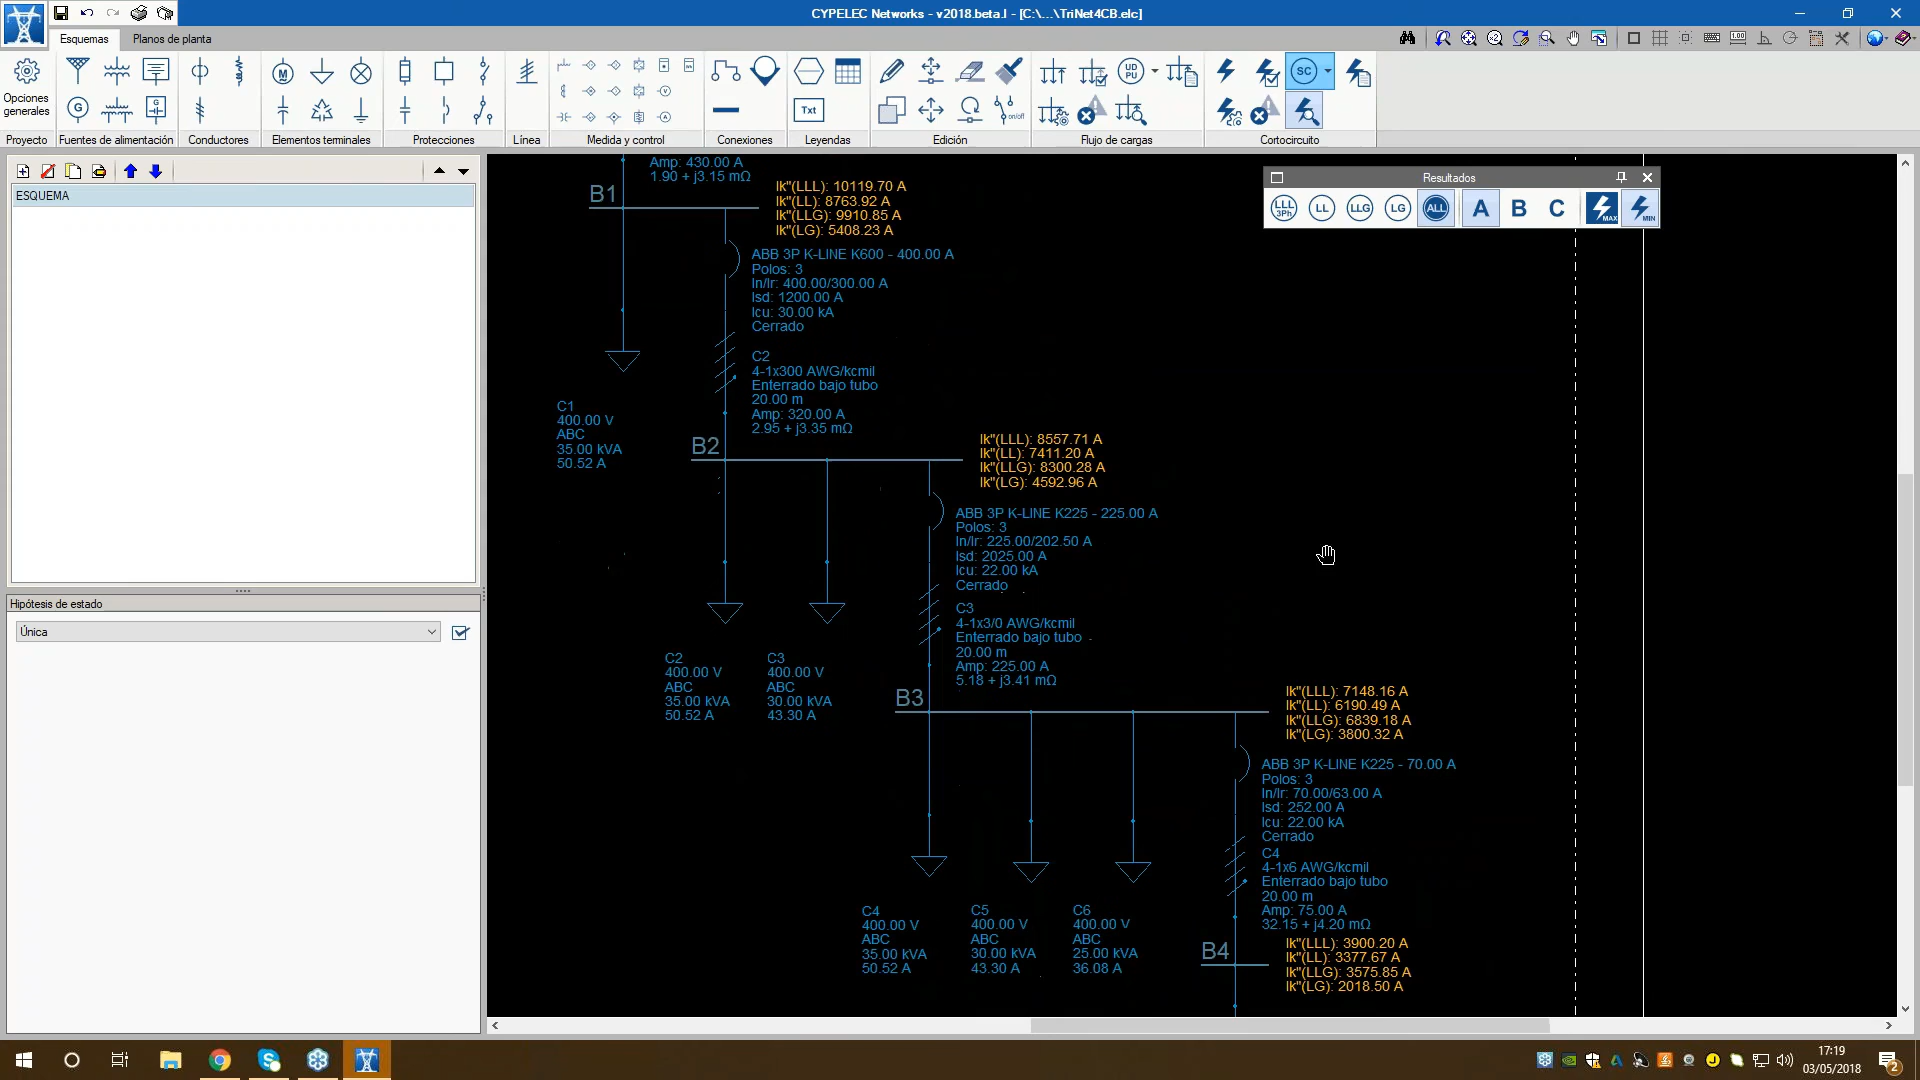 CYPELEC Networks - v2018.beta.l - [C:\...\TriNet4CB.elc]
Esquemas
Planos de planta
Opciones
generales
UD
PU
SC
Txt
on/off
1.00
Proyecto
Fuentes de alimentación
Conductores
Elementos terminales
Protecciones
Línea
Medida y control
Conexiones
Leyendas
Edición
Flujo de cargas
Cortocircuito
ESQUEMA
Hipótesis de estado
Única
Resultados
LLL
3Ph
LL
LLG
LG
ALL
A
B
C
MAX
MIN
Amp: 430.00 A
1.90 + j3.15 mΩ
B1
Ik"(LLL): 10119.70 A
Ik"(LL): 8763.92 A
Ik"(LLG): 9910.85 A
Ik"(LG): 5408.23 A
ABB 3P K-LINE K600 - 400.00 A
Polos: 3
In/Ir: 400.00/300.00 A
Isd: 1200.00 A
Icu: 30.00 kA
Cerrado
C2
4-1x300 AWG/kcmil
Enterrado bajo tubo
20.00 m
Amp: 320.00 A
2.95 + j3.35 mΩ
C1
400.00 V
ABC
35.00 kVA
50.52 A
B2
Ik"(LLL): 8557.71 A
Ik"(LL): 7411.20 A
Ik"(LLG): 8300.28 A
Ik"(LG): 4592.96 A
ABB 3P K-LINE K225 - 225.00 A
Polos: 3
In/Ir: 225.00/202.50 A
Isd: 2025.00 A
Icu: 22.00 kA
Cerrado
C3
4-1x3/0 AWG/kcmil
Enterrado bajo tubo
20.00 m
Amp: 225.00 A
5.18 + j3.41 mΩ
C2
400.00 V
ABC
35.00 kVA
50.52 A
C3
400.00 V
ABC
30.00 kVA
43.30 A
B3
Ik"(LLL): 7148.16 A
Ik"(LL): 6190.49 A
Ik"(LLG): 6839.18 A
Ik"(LG): 3800.32 A
ABB 3P K-LINE K225 - 70.00 A
Polos: 3
In/Ir: 70.00/63.00 A
Isd: 252.00 A
Icu: 22.00 kA
Cerrado
C4
4-1x6 AWG/kcmil
Enterrado bajo tubo
20.00 m
Amp: 75.00 A
32.15 + j4.20 mΩ
C4
400.00 V
ABC
35.00 kVA
50.52 A
C5
400.00 V
ABC
30.00 kVA
43.30 A
C6
400.00 V
ABC
25.00 kVA
36.08 A
B4
Ik"(LLL): 3900.20 A
Ik"(LL): 3377.67 A
Ik"(LLG): 3575.85 A
Ik"(LG): 2018.50 A
17:19
03/05/2018
2